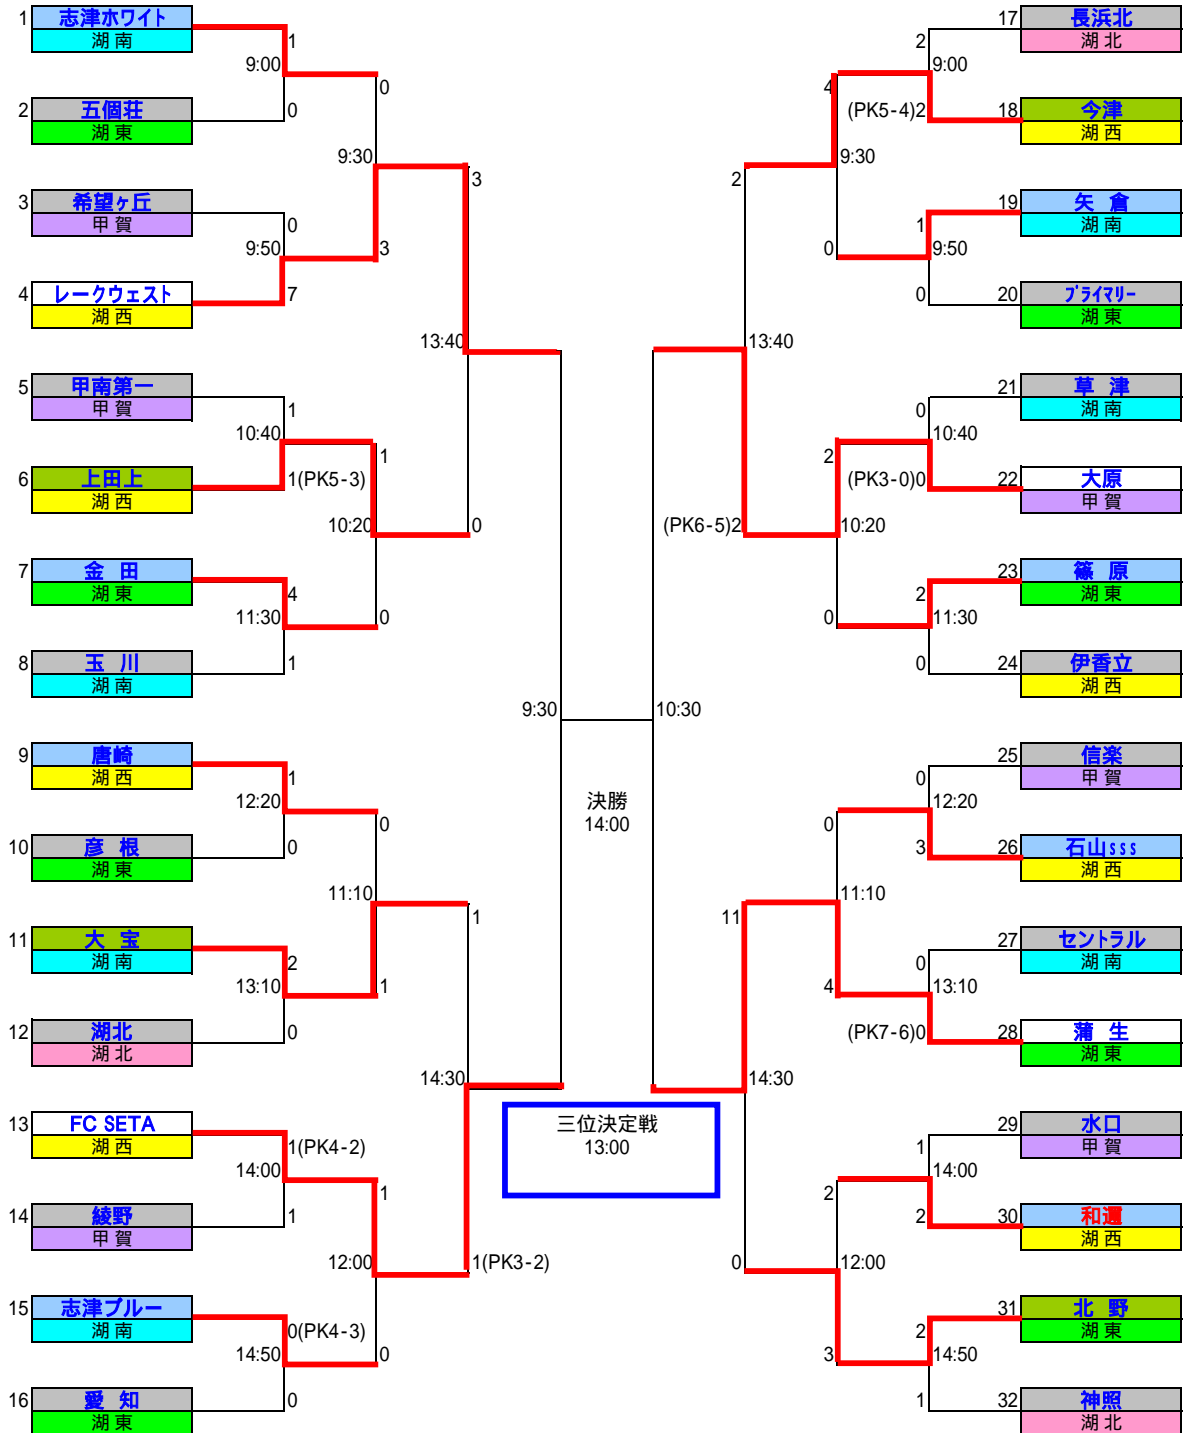 1 志津ホワイト
湖南
1
9:00
0
2 五個荘
湖東
0
9:30
3 希望ヶ丘
甲賀
0
9:50
3
4 レークウェスト
湖西
7
3
13:40
5 甲南第一
甲賀
1
10:40
1
6 上田上
湖西
1(PK5-3)
10:20
0
7 金田
湖東
4
11:30
0
8 玉川
湖南
1
9:30
9 唐崎
湖西
1
12:20
0
10 彦根
湖東
0
11:10
1
11 大宝
湖南
2
13:10
1
12 湖北
湖北
0
14:30
13 FC SETA
湖西
1(PK4-2)
14:00
1
14 綾野
甲賀
1
12:00
1(PK3-2)
15 志津ブルー
湖南
0(PK4-3)
14:50
0
16 愛知
湖東
0
決勝
14:00
三位決定戦
13:00
17 長浜北
湖北
2
9:00
4
(PK5-4)2
18 今津
湖西
9:30
2
19 矢倉
湖南
1
9:50
0
20 プライマリー
湖東
0
13:40
21 草津
湖南
0
10:40
2
(PK3-0)0
22 大原
甲賀
10:20
(PK6-5)2
23 篠原
湖東
2
11:30
0
24 伊香立
湖西
0
10:30
25 信楽
甲賀
0
12:20
0
26 石山sss
湖西
3
11:10
11
27 セントラル
湖南
0
13:10
4
(PK7-6)0
28 蒲生
湖東
14:30
29 水口
甲賀
1
14:00
2
30 和邇
湖西
2
12:00
0
31 北野
湖東
2
14:50
3
32 神照
湖北
1